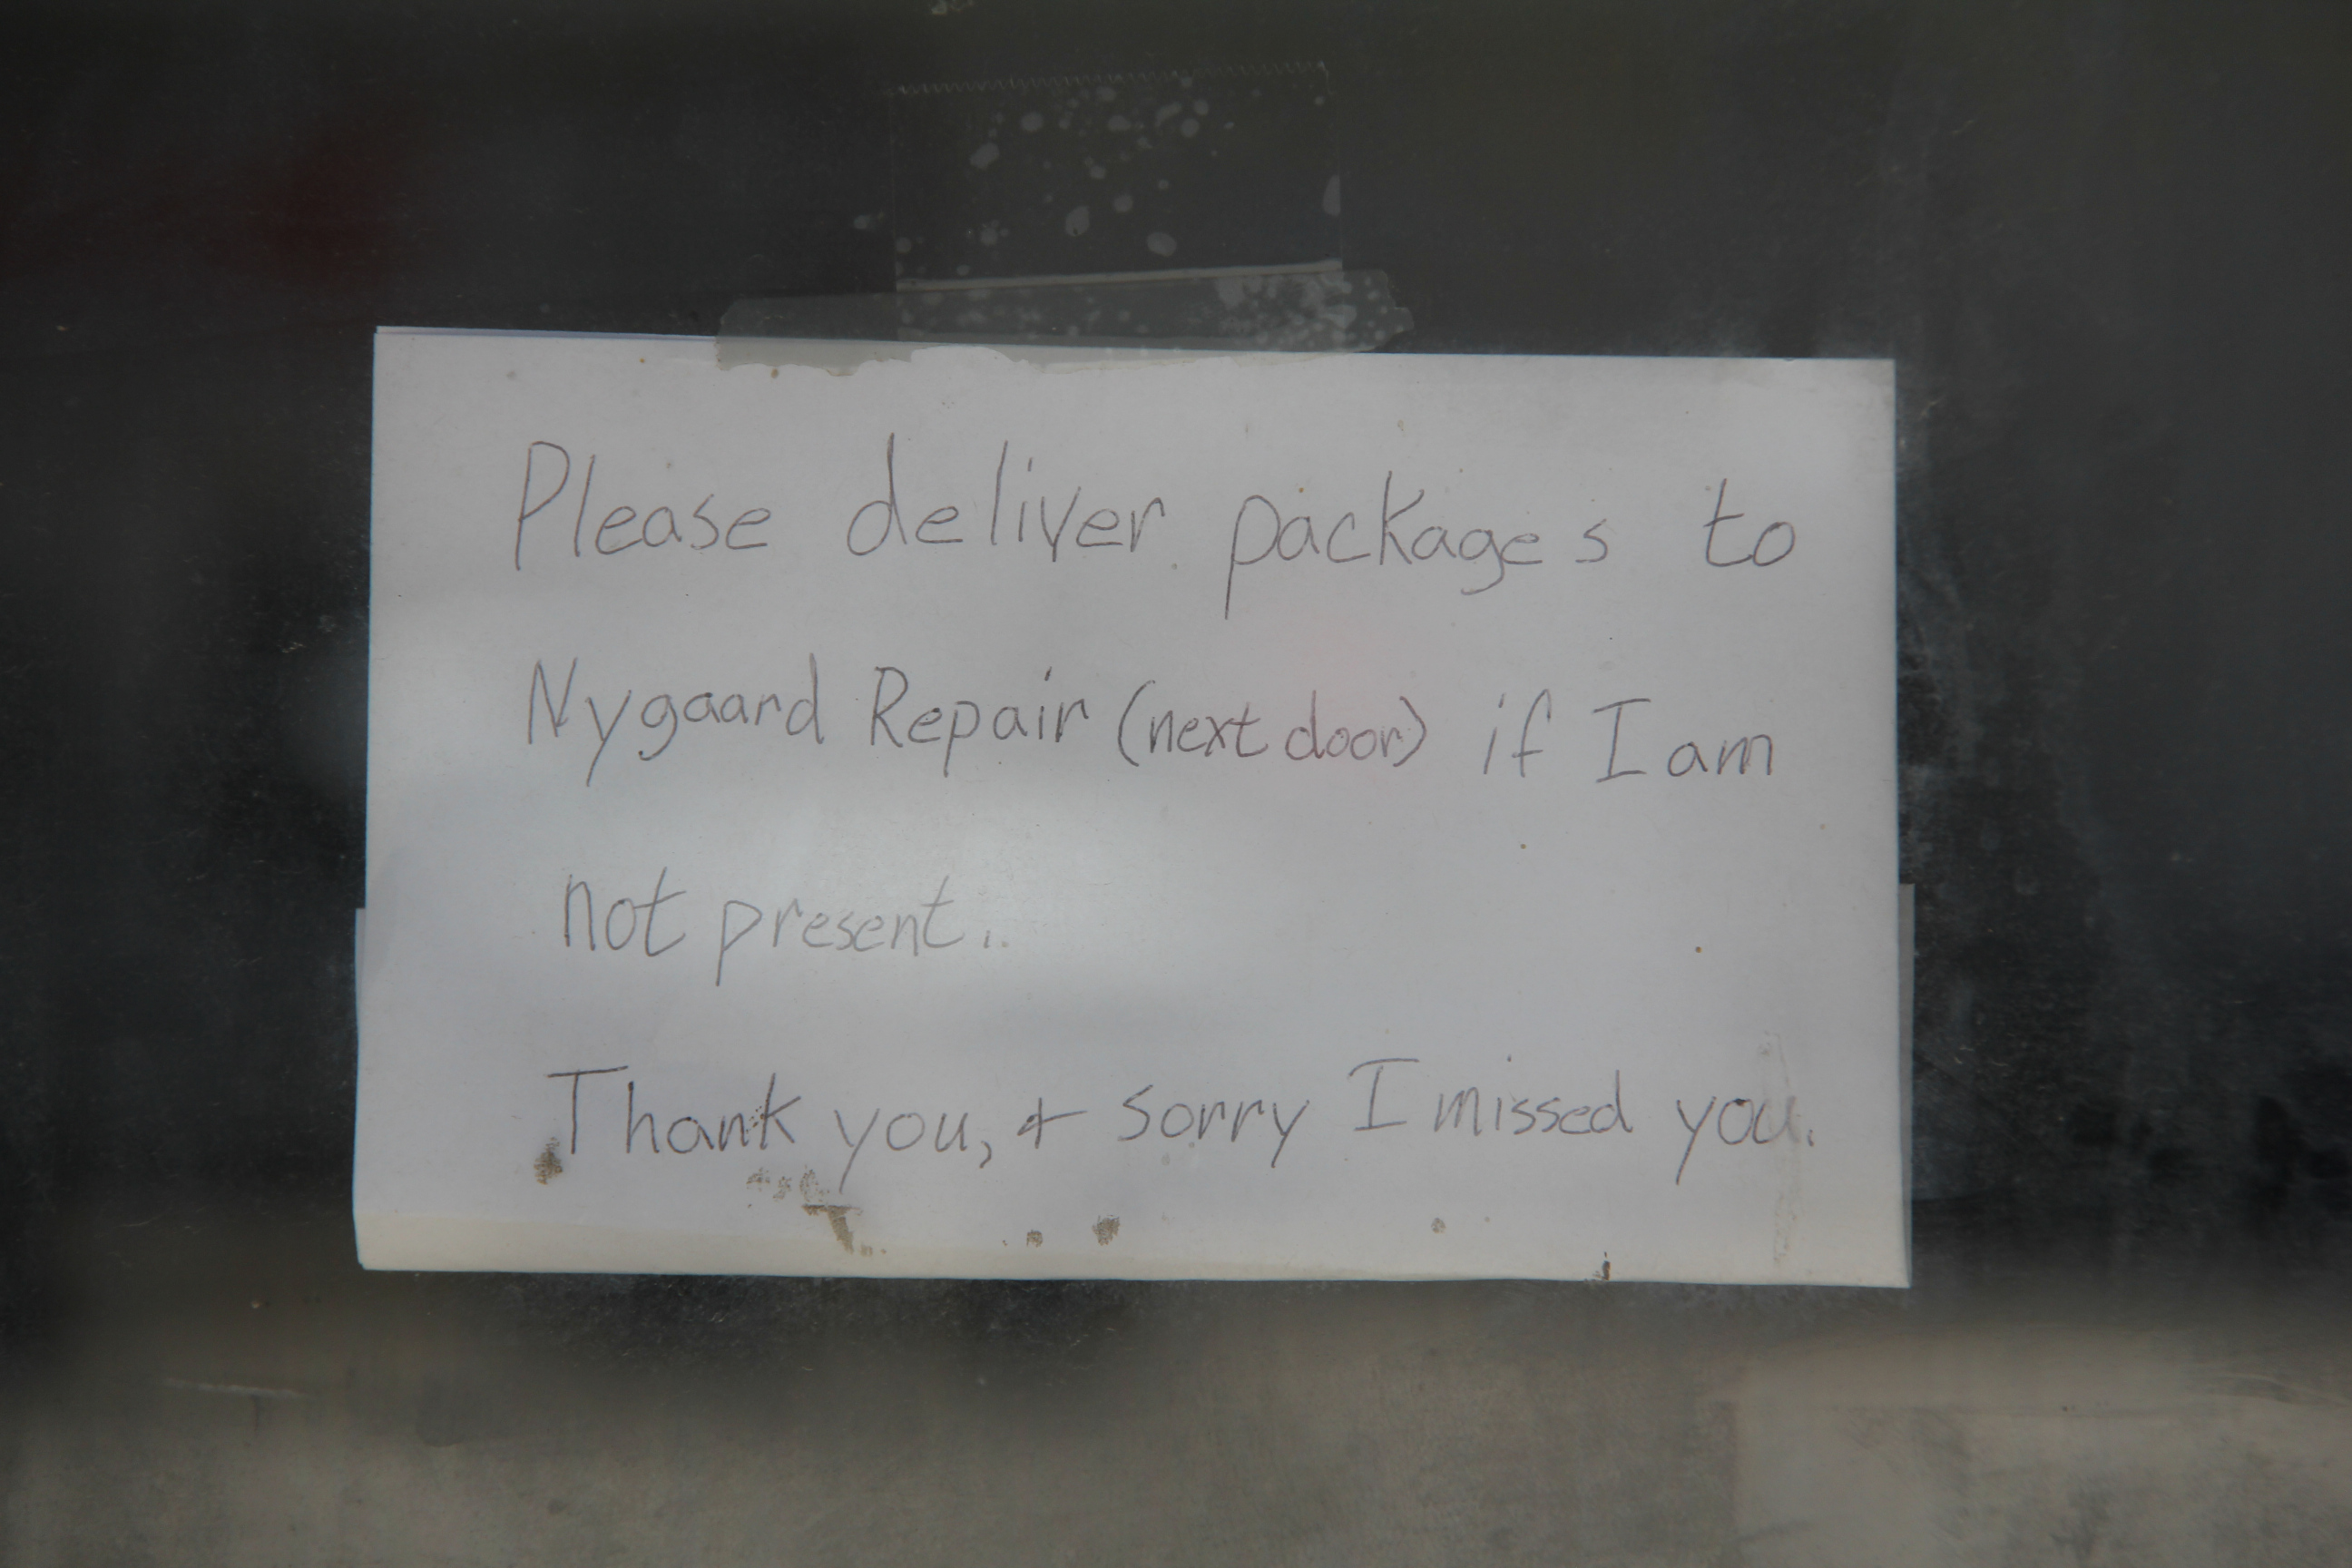 Please deliver packages to
Nygaard Repair (next door) if I am
not present.
Thank you, + sorry I missed you.